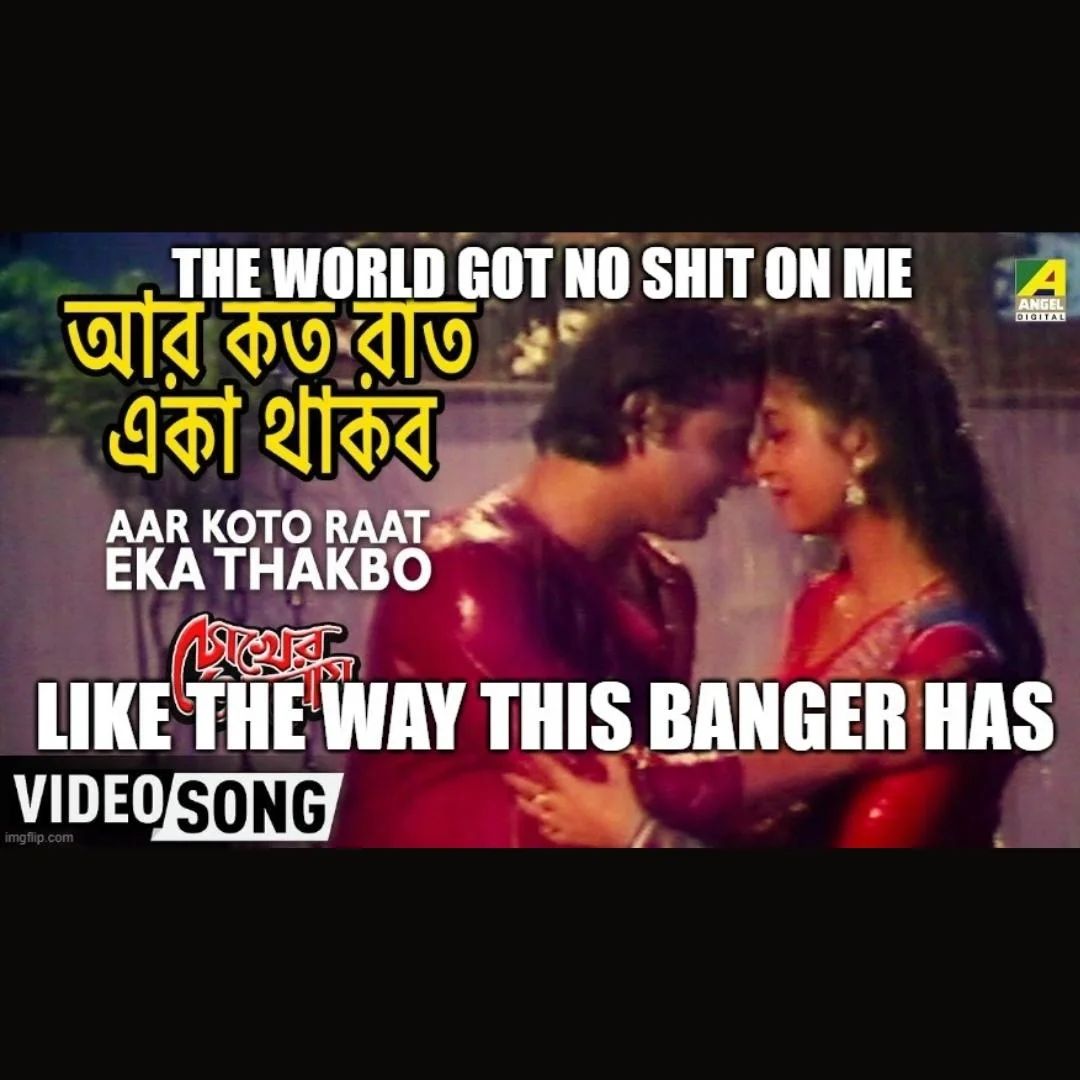 THE WORLD GOT NO SHIT ON ME
আর কত রাত
একা থাকব
AAR KOTO RAAT
EKA THAKBO
চোখের
LIKE THE WAY THIS BANGER HAS
VIDEO SONG
ANGEL
DIGITAL
imgflip.com